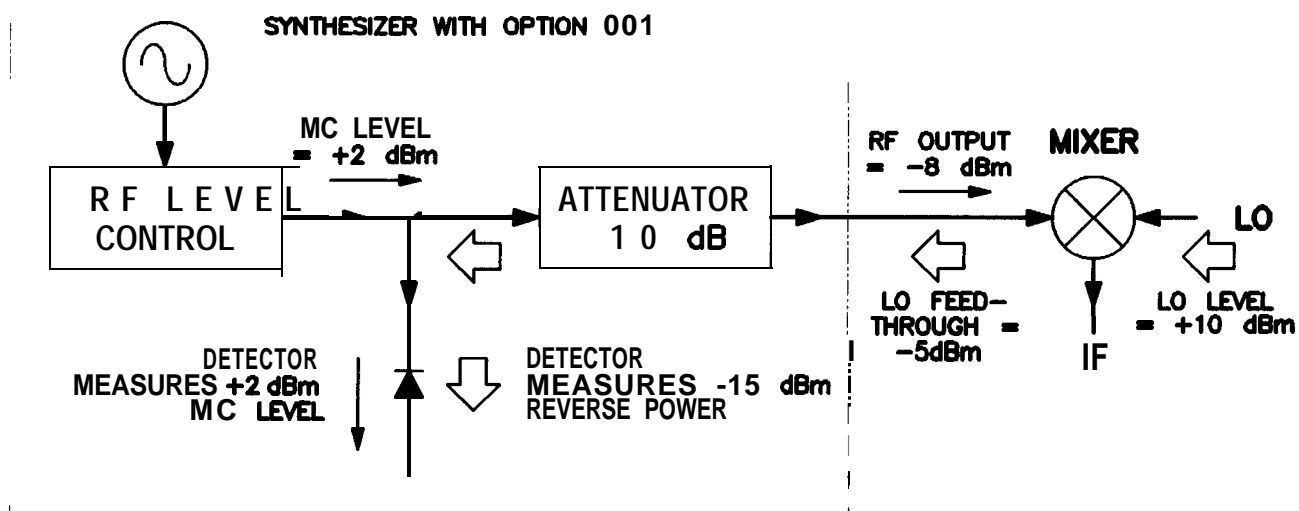 SYNTHESIZER WITH OPTION 001
MC LEVEL
= +2 dBm
RF LEVEL
CONTROL
ATTENUATOR
10 dB
RF OUTPUT
= -8 dBm
MIXER
LO
LO FEED-
THROUGH =
-5dBm
LO LEVEL
= +10 dBm
IF
DETECTOR
MEASURES +2 dBm
MC LEVEL
DETECTOR
MEASURES -15 dBm
REVERSE POWER